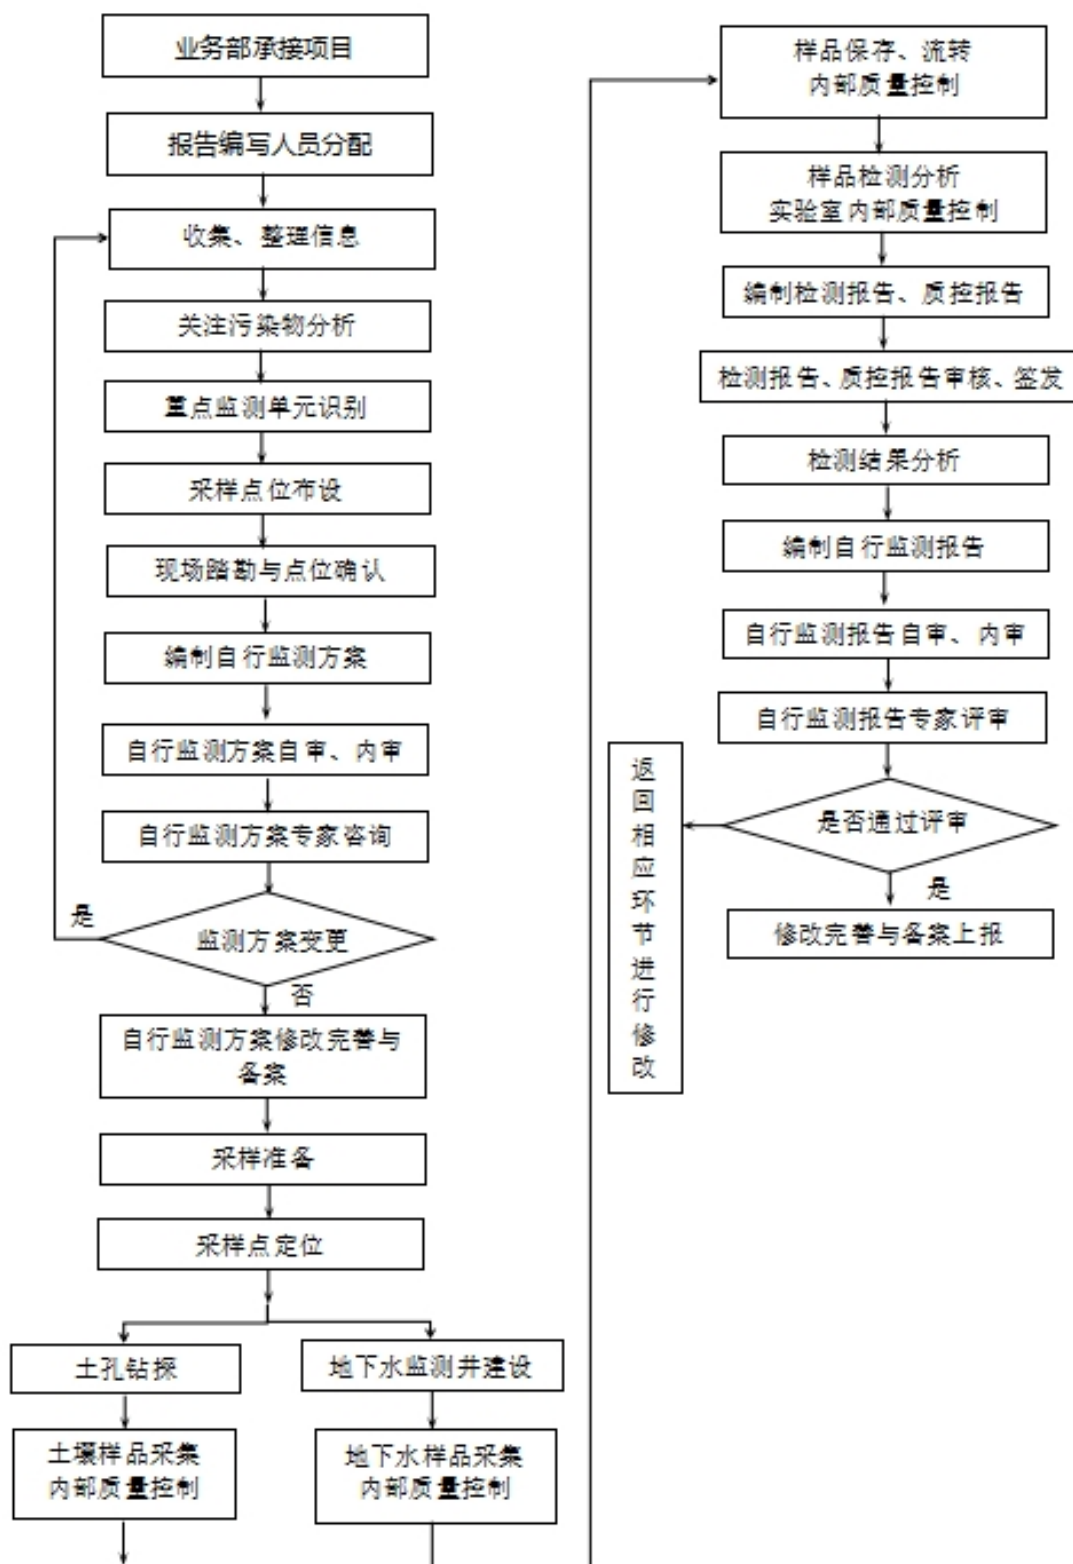 业务部承接项目
报告编写人员分配
收集、整理信息
关注污染物分析
重点监测单元识别
采样点位布设
现场踏勘与点位确认
编制自行监测方案
自行监测方案自审、内审
自行监测方案专家咨询
是
监测方案变更
否
自行监测方案修改完善与
备案
采样准备
采样点定位
土孔钻探
地下水监测井建设
土壤样品采集
内部质量控制
地下水样品采集
内部质量控制
样品保存、流转
内部质量控制
样品检测分析
实验室内部质量控制
编制检测报告、质控报告
检测报告、质控报告审核、签发
检测结果分析
编制自行监测报告
自行监测报告自审、内审
自行监测报告专家评审
是否通过评审
返
回
相
应
环
节
进
行
修
改
是
修改完善与备案上报